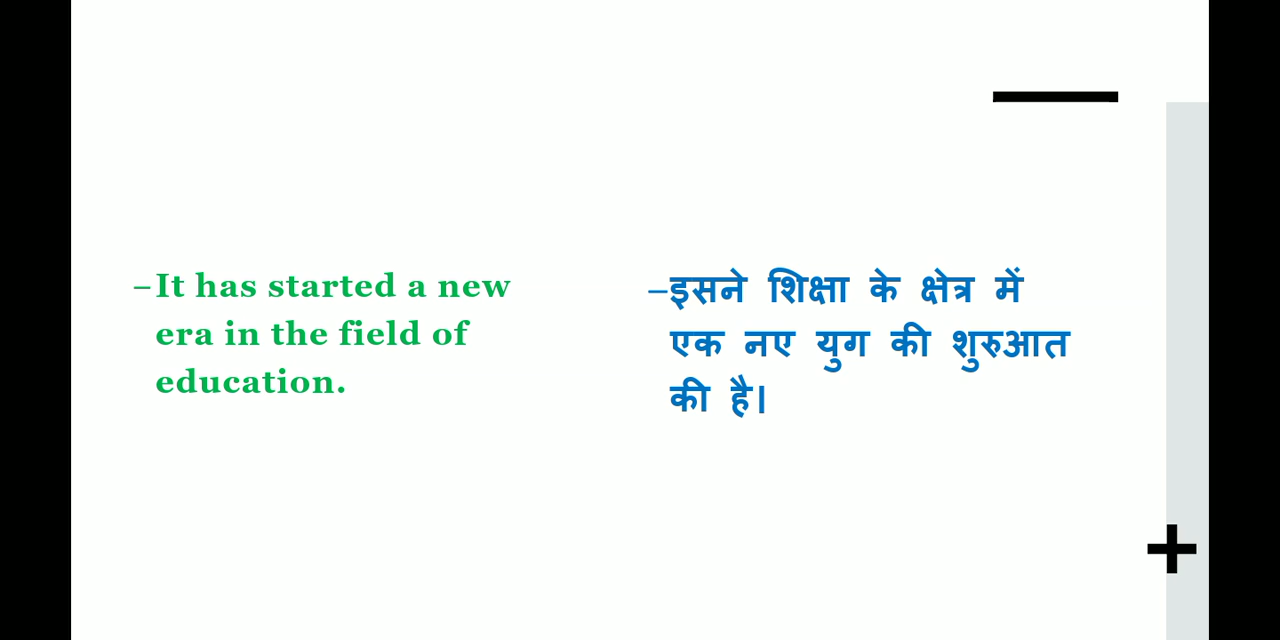 –It has started a new
era in the field of
education.
–इसने शिक्षा के क्षेत्र में
एक नए युग की शुरुआत
की है।